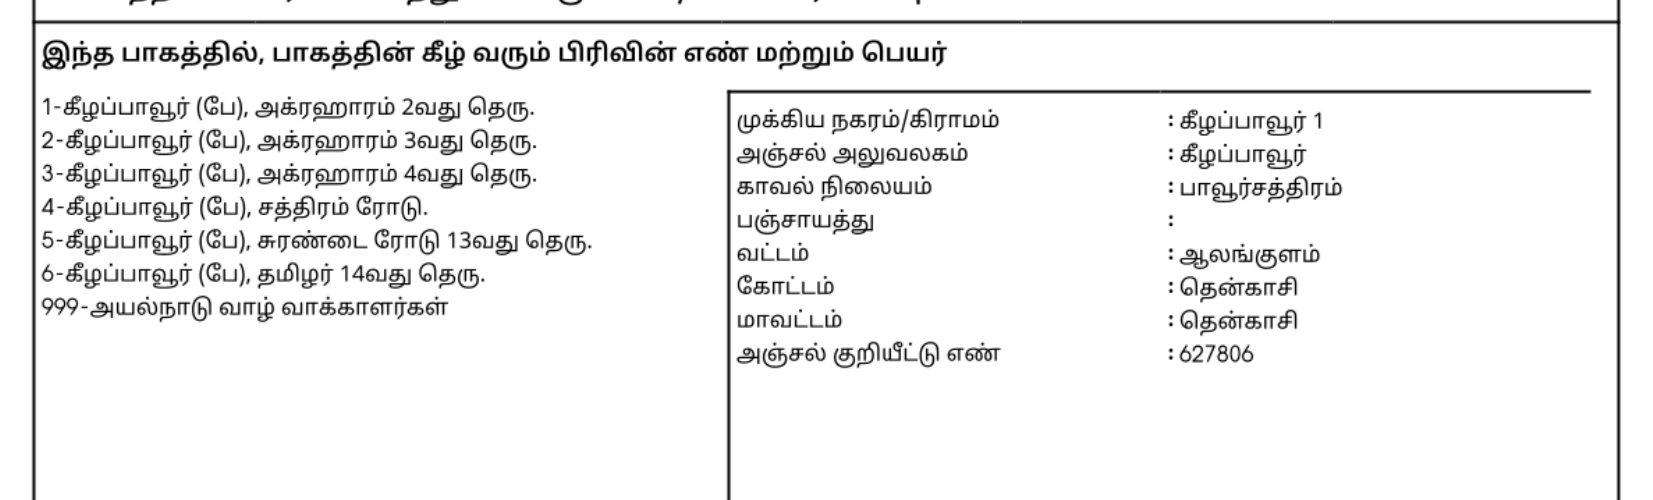 இந்த பாகத்தில், பாகத்தின் கீழ் வரும் பிரிவின் எண் மற்றும் பெயர்
1-கீழப்பாவூர் (பே), அக்ரஹாரம் 2வது தெரு.
2-கீழப்பாவூர் (பே), அக்ரஹாரம் 3வது தெரு.
3-கீழப்பாவூர் (பே), அக்ரஹாரம் 4வது தெரு.
4-கீழப்பாவூர் (பே), சத்திரம் ரோடு.
5-கீழப்பாவூர் (பே), சுரண்டை ரோடு 13வது தெரு.
6-கீழப்பாவூர் (பே), தமிழர் 14வது தெரு.
999-அயல்நாடு வாழ் வாக்காளர்கள்
முக்கிய நகரம்/கிராமம் : கீழப்பாவூர் 1
அஞ்சல் அலுவலகம் : கீழப்பாவூர்
காவல் நிலையம் : பாவூர்சத்திரம்
பஞ்சாயத்து :
வட்டம் : ஆலங்குளம்
கோட்டம் : தென்காசி
மாவட்டம் : தென்காசி
அஞ்சல் குறியீட்டு எண் : 627806